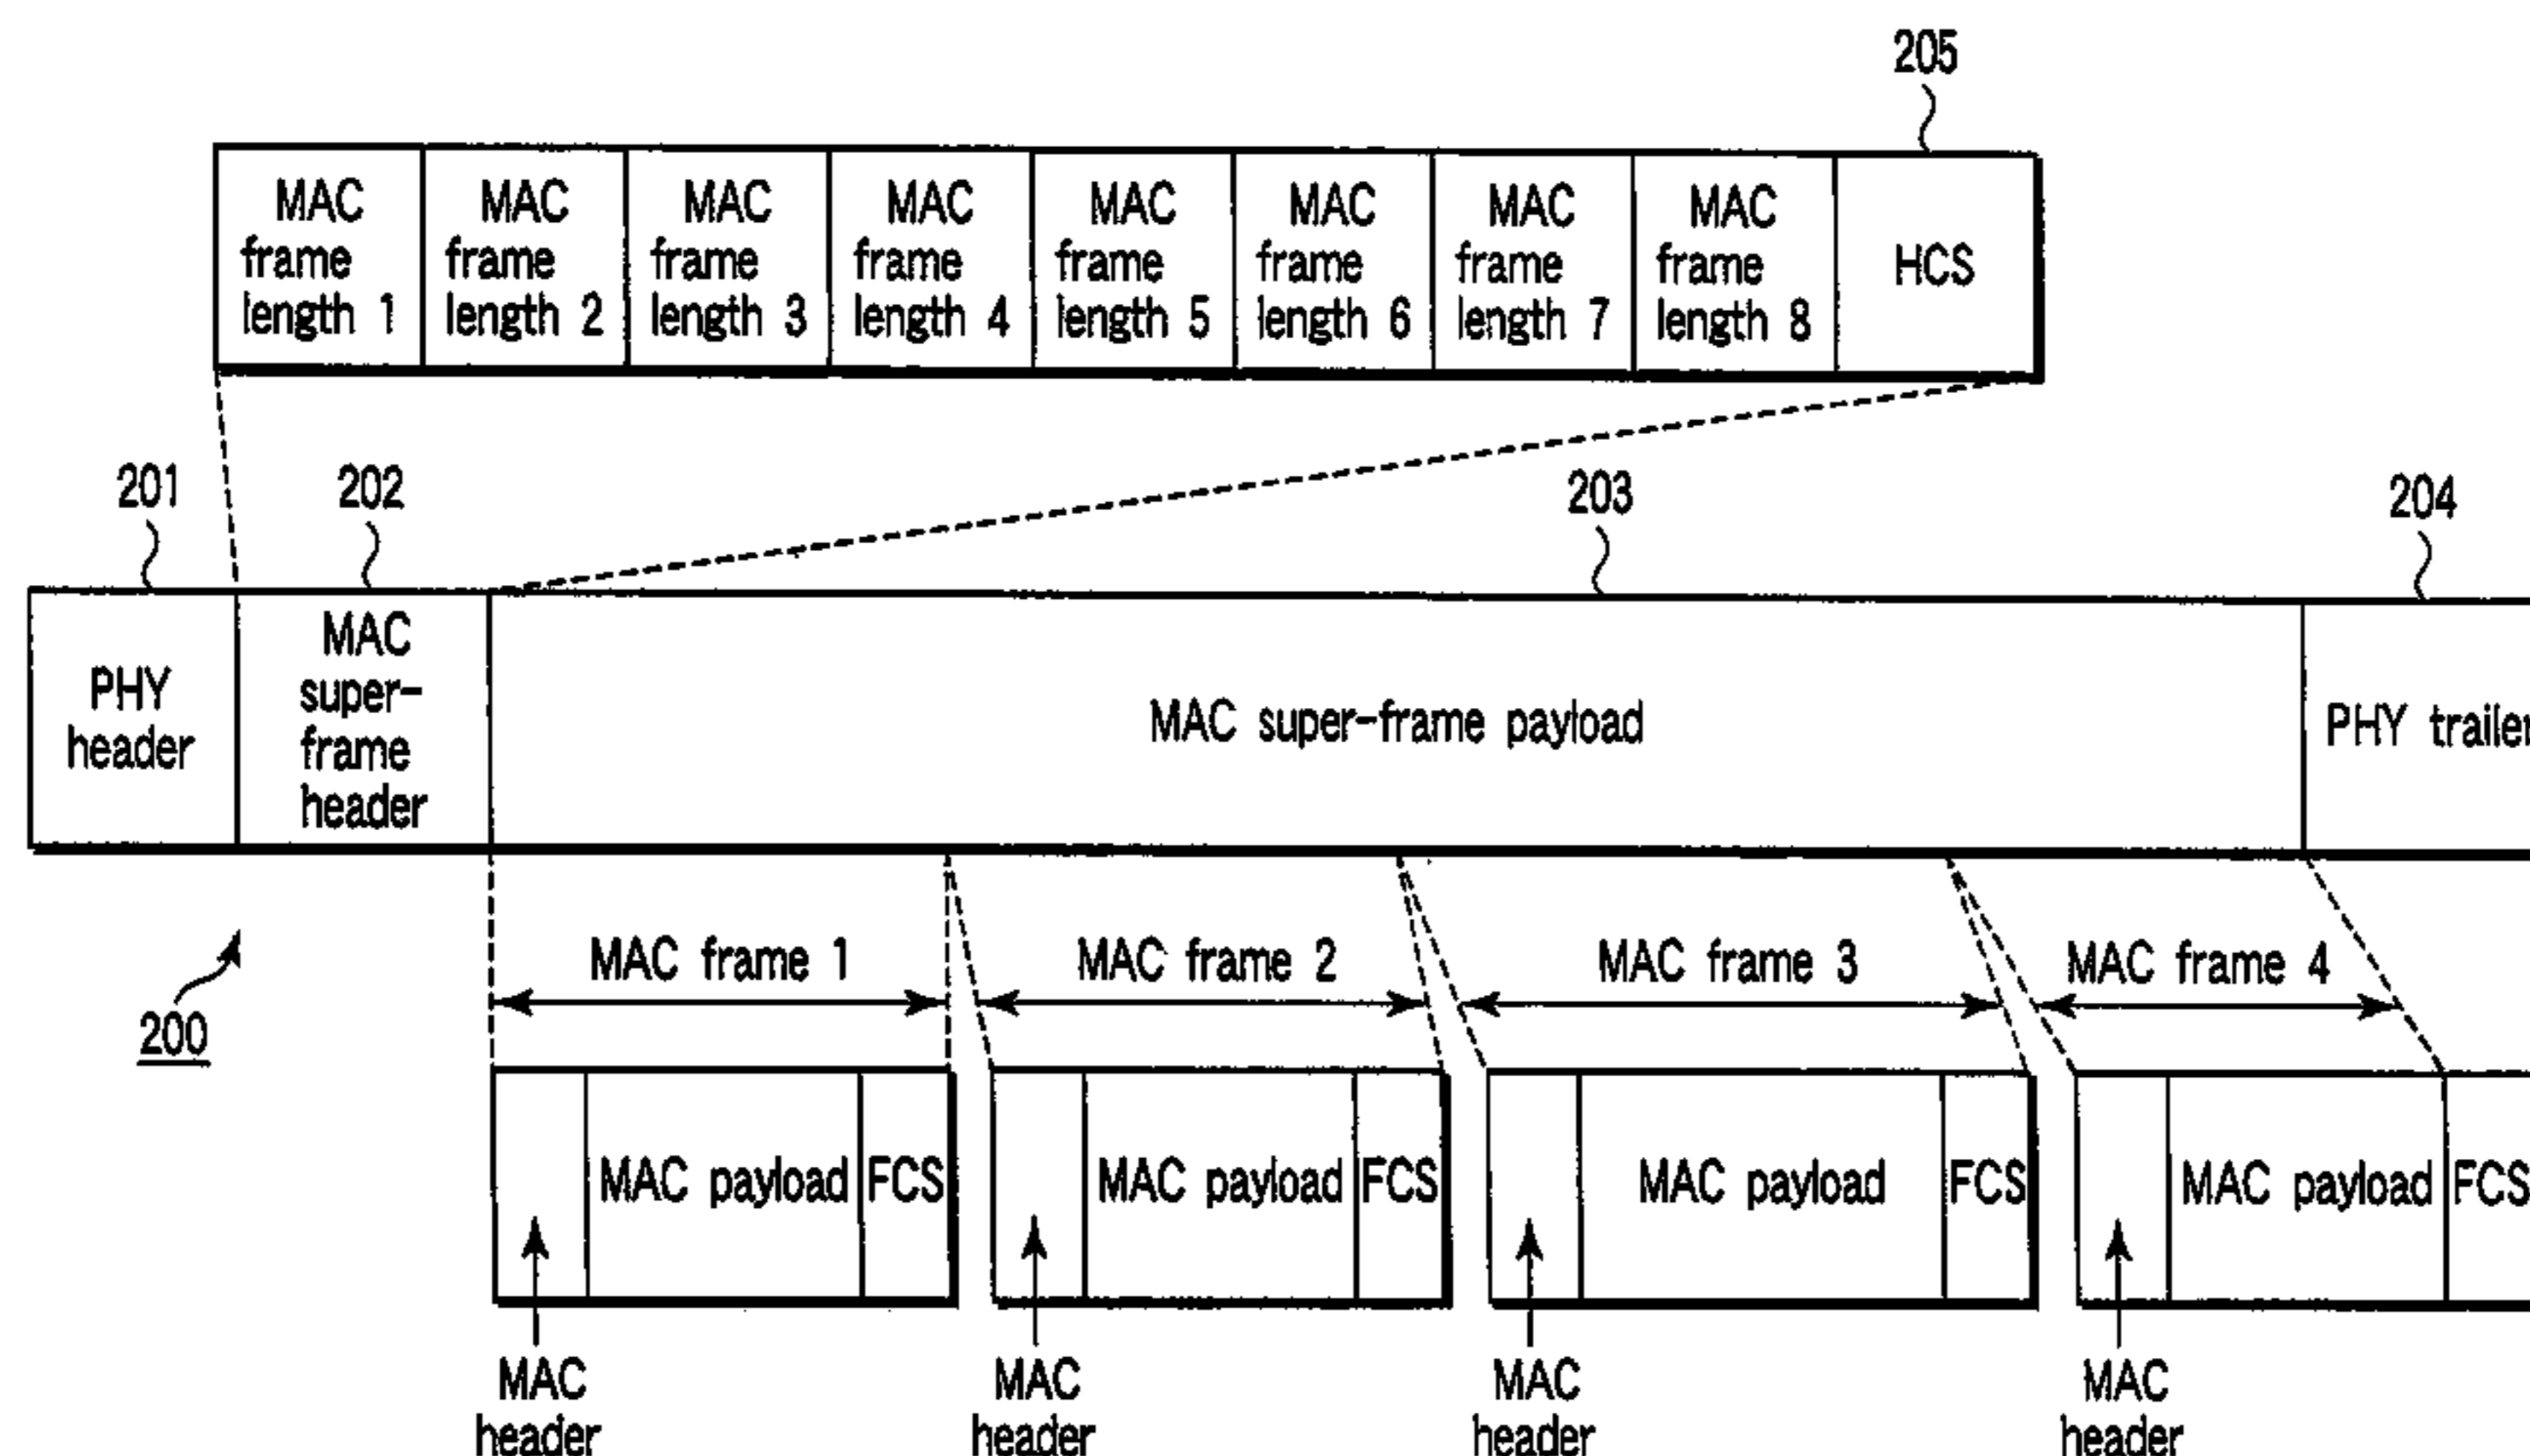 205
MAC frame length 1
MAC frame length 2
MAC frame length 3
MAC frame length 4
MAC frame length 5
MAC frame length 6
MAC frame length 7
MAC frame length 8
HCS
201
202
203
204
PHY header
MAC super-frame header
MAC super-frame payload
PHY trailer
200
MAC frame 1
MAC frame 2
MAC frame 3
MAC frame 4
MAC payload
FCS
MAC payload
FCS
MAC payload
FCS
MAC payload
FCS
MAC header
MAC header
MAC header
MAC header